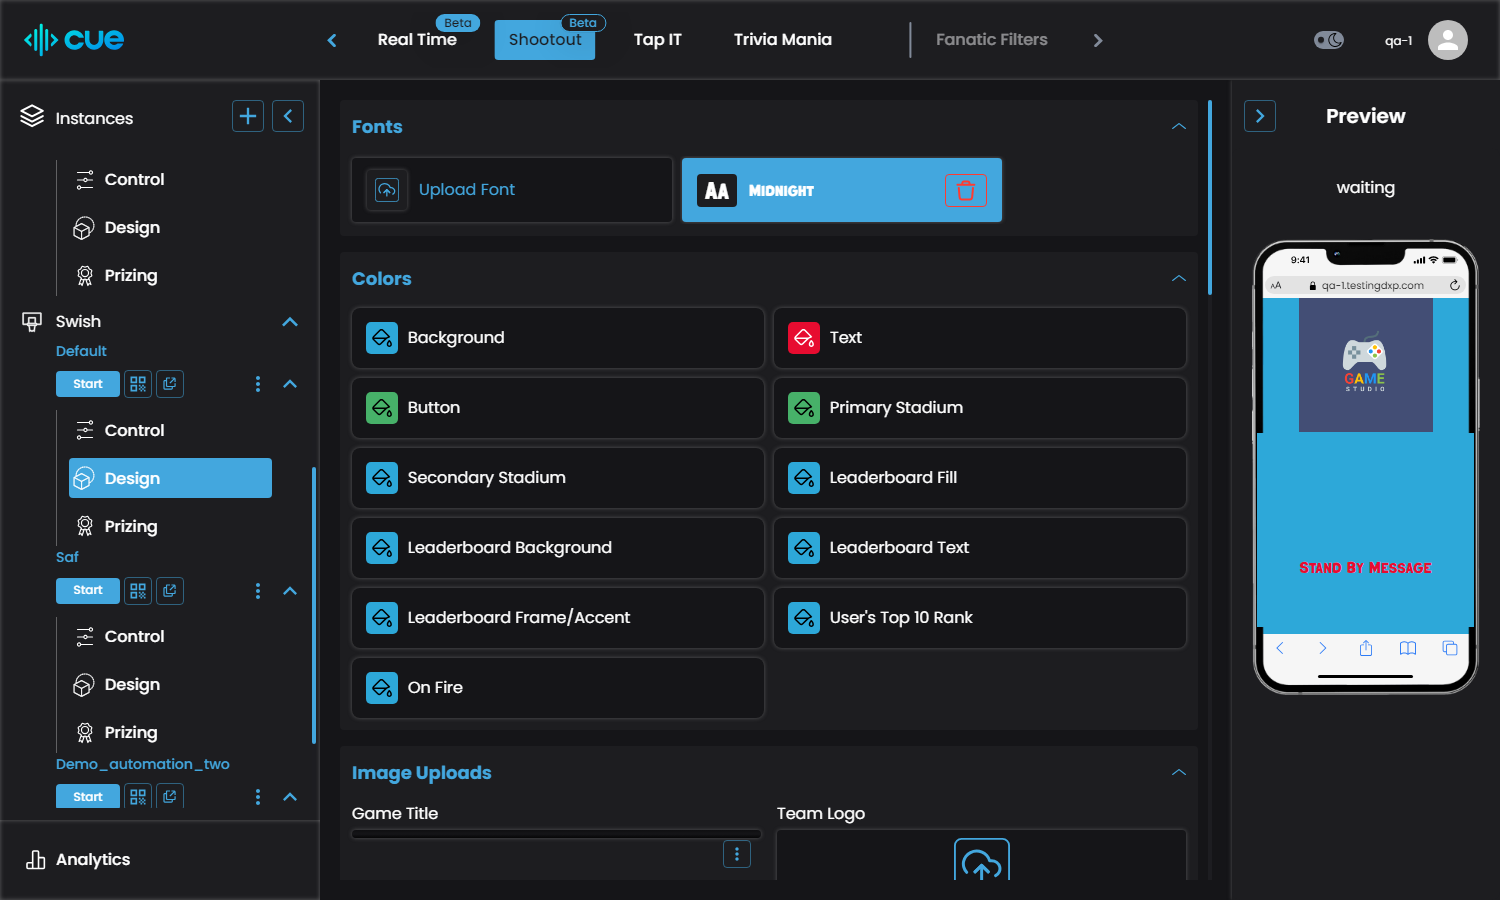 cue
Real Time
Beta
Shootout
Beta
Tap IT
Trivia Mania
Fanatic Filters
qa-1
Instances
Control
Design
Prizing
Swish
Default
Start
Control
Design
Prizing
Saf
Start
Control
Design
Prizing
Demo_automation_two
Start
Analytics
Fonts
Upload Font
AA
Midnight
Colors
Background
Text
Button
Primary Stadium
Secondary Stadium
Leaderboard Fill
Leaderboard Background
Leaderboard Text
Leaderboard Frame/Accent
User's Top 10 Rank
On Fire
Image Uploads
Game Title
Team Logo
Preview
waiting
9:41
AA
qa-1.testingdxp.com
GAME
STUDIO
Stand By Message